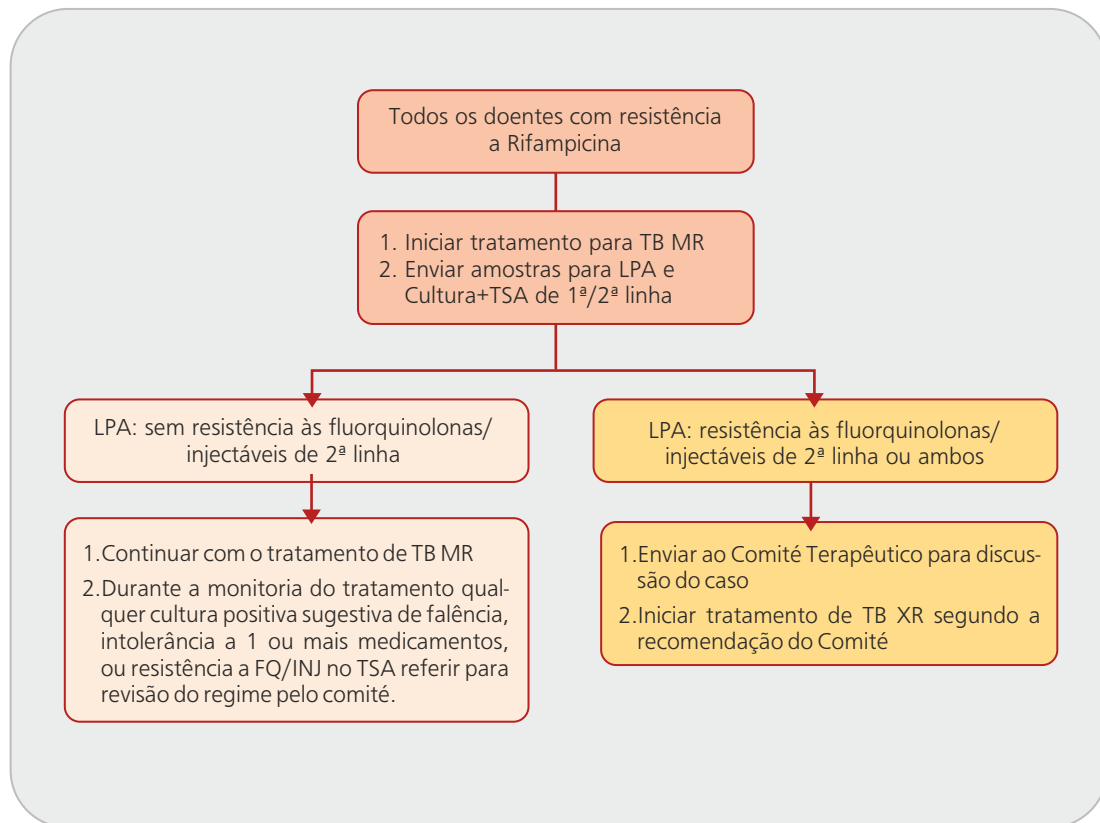 Todos os doentes com resistência
a Rifampicina
1. Iniciar tratamento para TB MR
2. Enviar amostras para LPA e
Cultura+TSA de 1ª/2ª linha
LPA: sem resistência às fluorquinolonas/
injectáveis de 2ª linha
LPA: resistência às fluorquinolonas/
injectáveis de 2ª linha ou ambos
1.Continuar com o tratamento de TB MR
2.Durante a monitoria do tratamento qual-
quer cultura positiva sugestiva de falência,
intolerância a 1 ou mais medicamentos,
ou resistência a FQ/INJ no TSA referir para
revisão do regime pelo comité.
1.Enviar ao Comité Terapêutico para discus-
são do caso
2.Iniciar tratamento de TB XR segundo a
recomendação do Comité